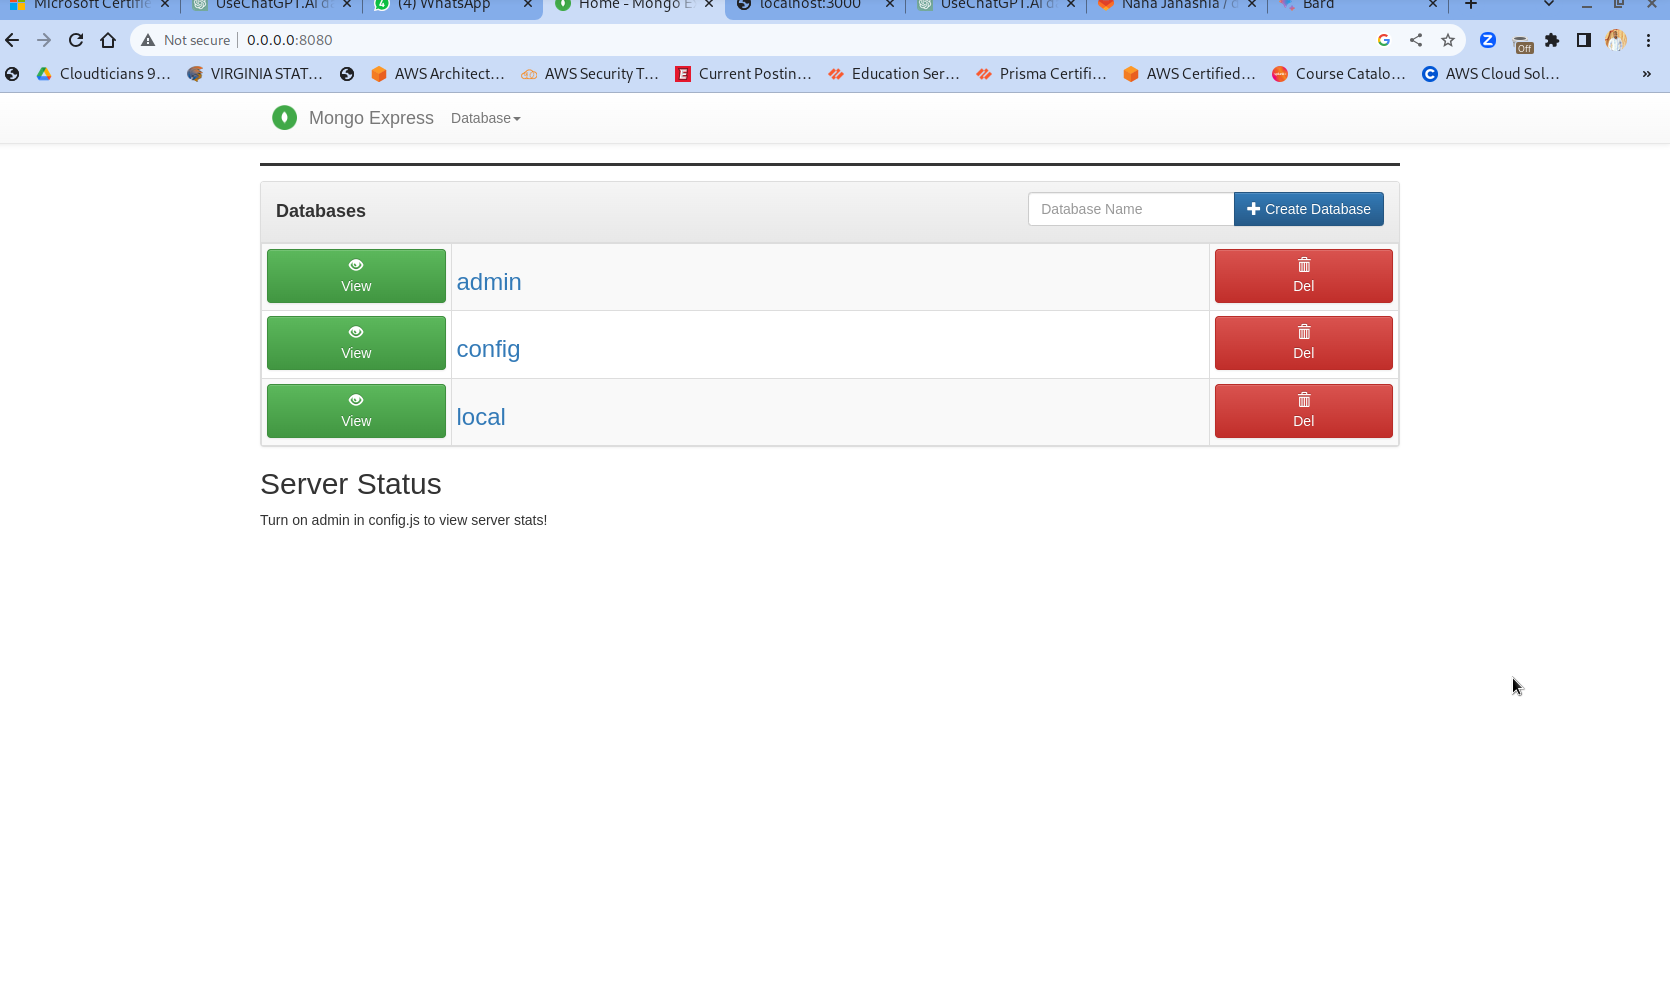 Microsoft Certifie
UseChatGPT.AI d
(4) WhatsApp
Home - Mongo E
localhost:3000
UseChatGPT.AI d
Nana Janashia / d
Bard
Not secure
0.0.0.0:8080
Off
Cloudticians 9...
VIRGINIA STAT...
AWS Architect...
AWS Security T...
Current Postin...
Education Ser...
Prisma Certifi...
AWS Certified...
Course Catalo...
AWS Cloud Sol...
»
Mongo Express
Database
Databases
Database Name
Create Database
View
admin
Del
View
config
Del
View
local
Del
Server Status
Turn on admin in config.js to view server stats!